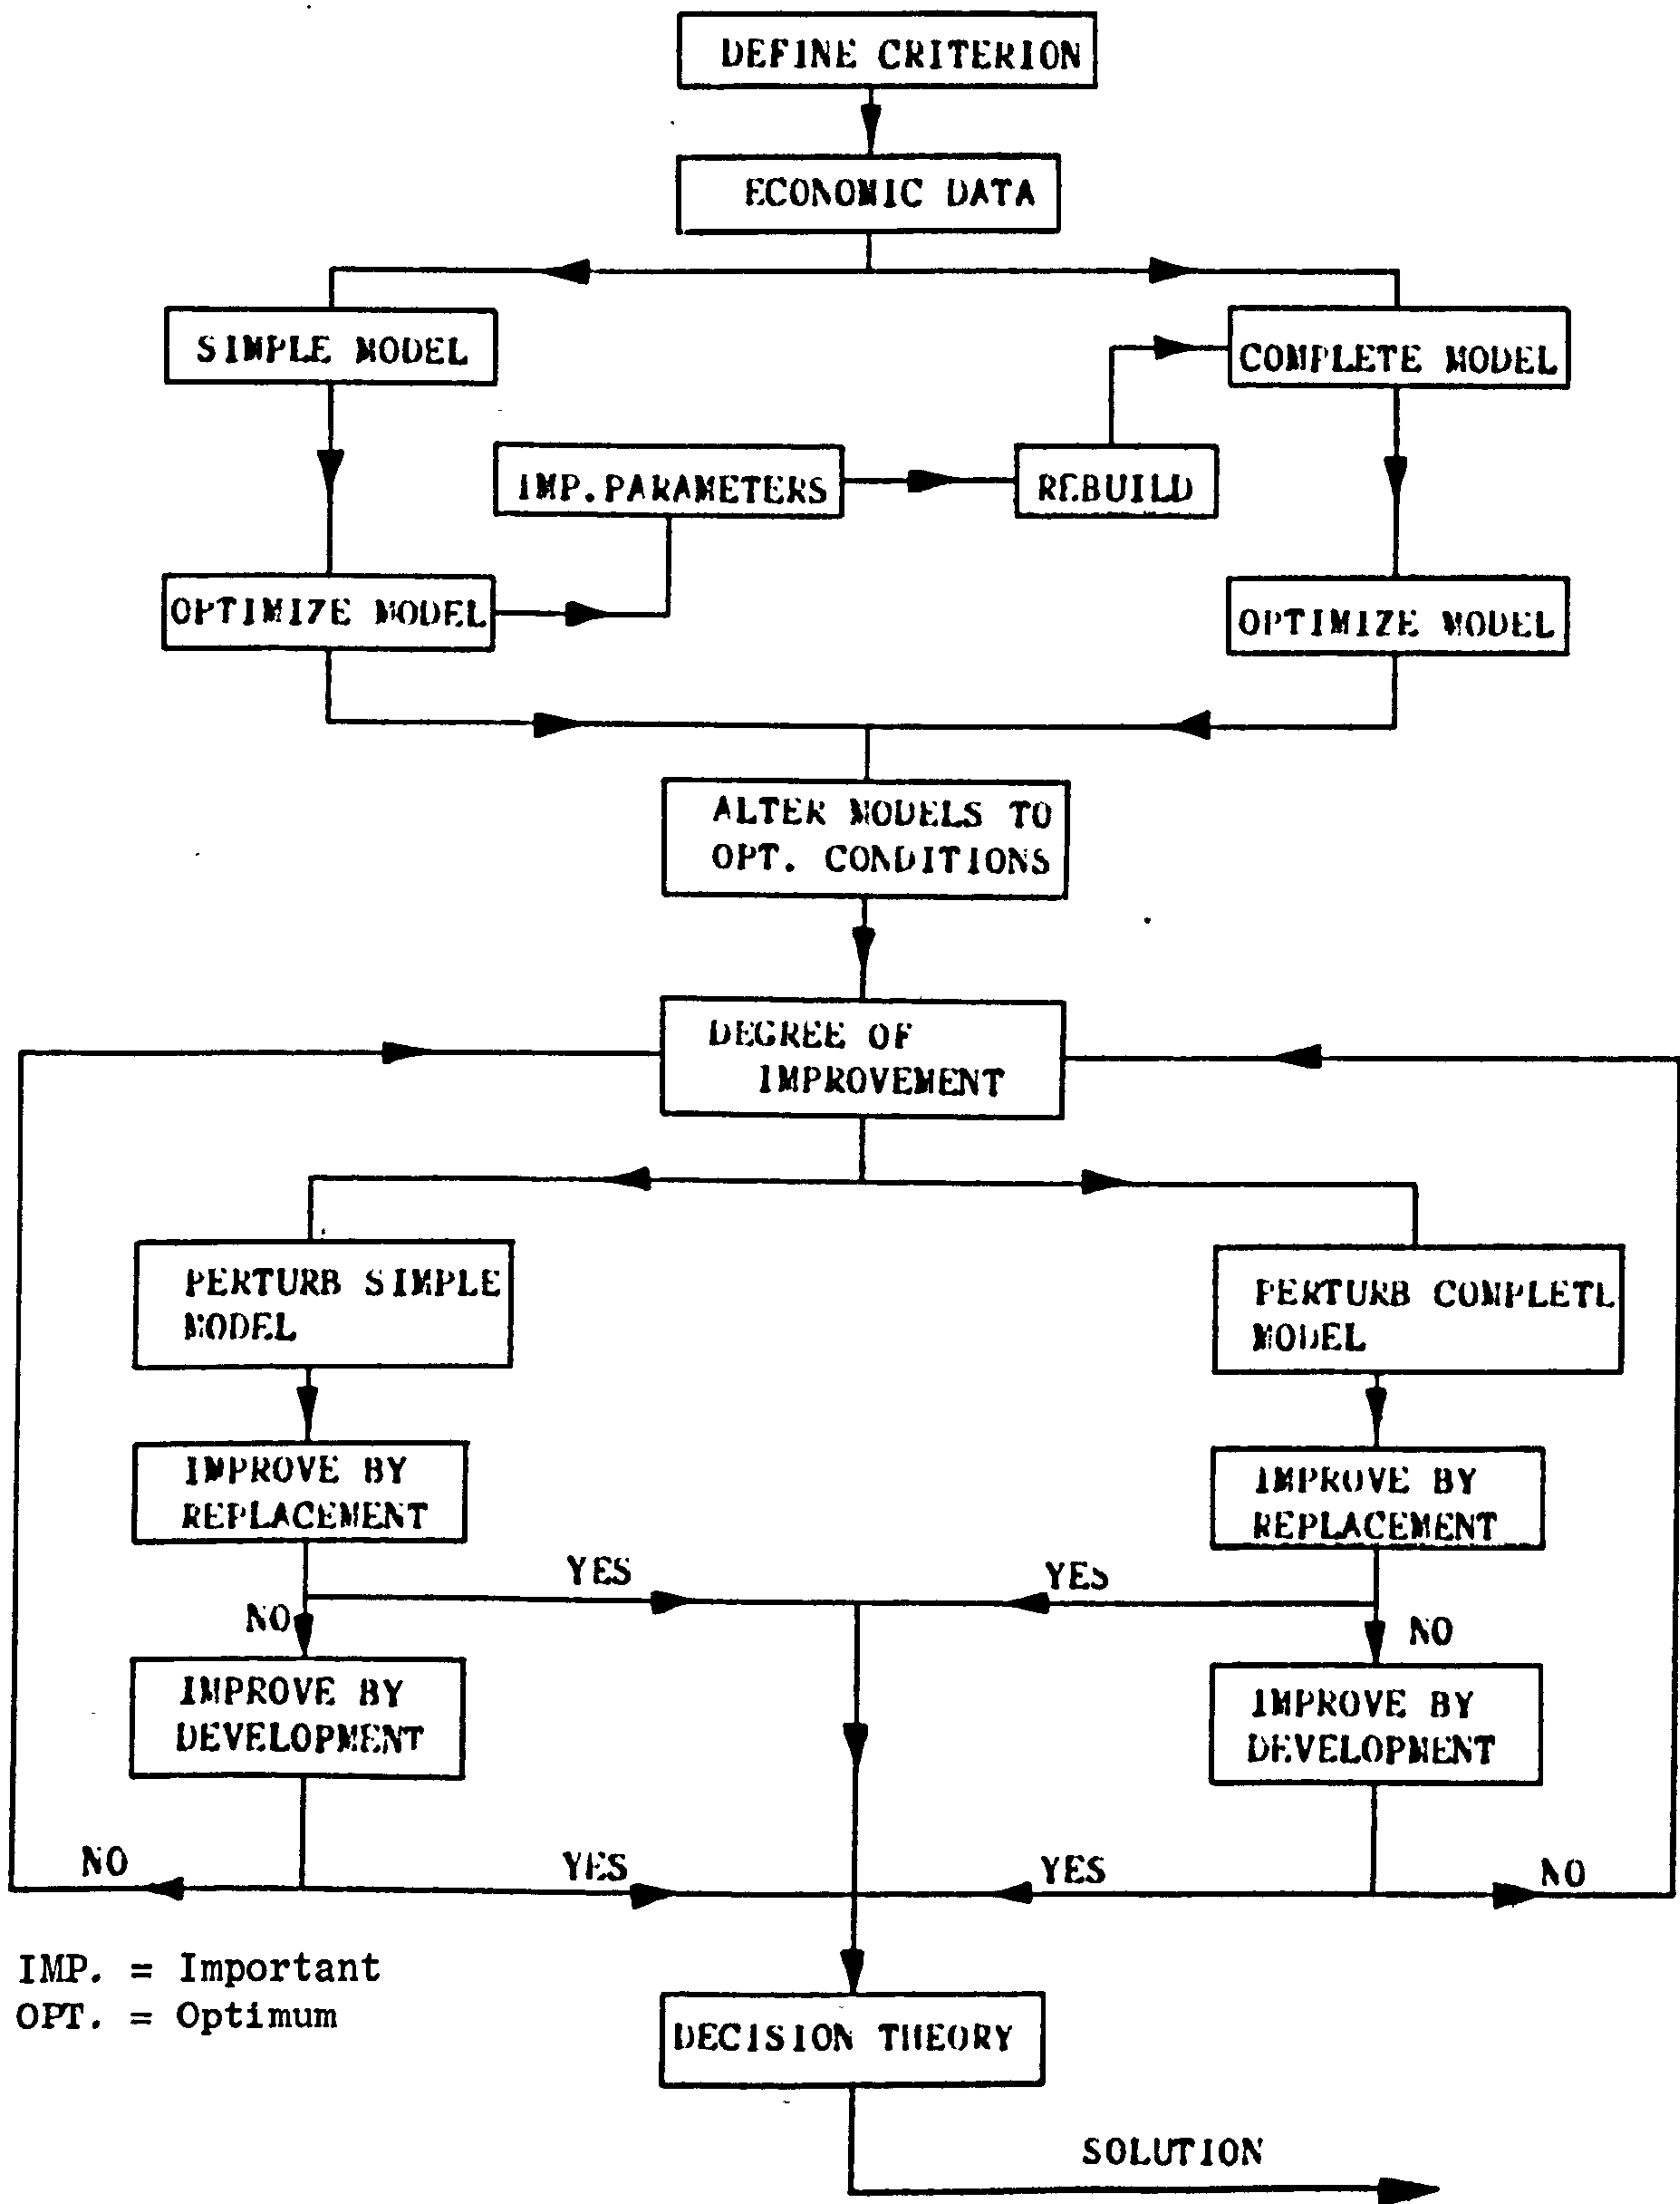 DEFINE CRITERION
ECONOMIC DATA
SIMPLE MODEL
COMPLETE MODEL
IMP.PARAMETERS
REBUILD
OPTIMIZE MODEL
OPTIMIZE MODEL
ALTER MODELS TO
OPT. CONDITIONS
DEGREE OF
IMPROVEMENT
PERTURB SIMPLE
MODEL
PERTURB COMPLETE
MODEL
IMPROVE BY
REPLACEMENT
IMPROVE BY
REPLACEMENT
YES
YES
NO
NO
IMPROVE BY
DEVELOPMENT
IMPROVE BY
DEVELOPMENT
NO
YES
YES
NO
IMP. = Important
OPT. = Optimum
DECISION THEORY
SOLUTION